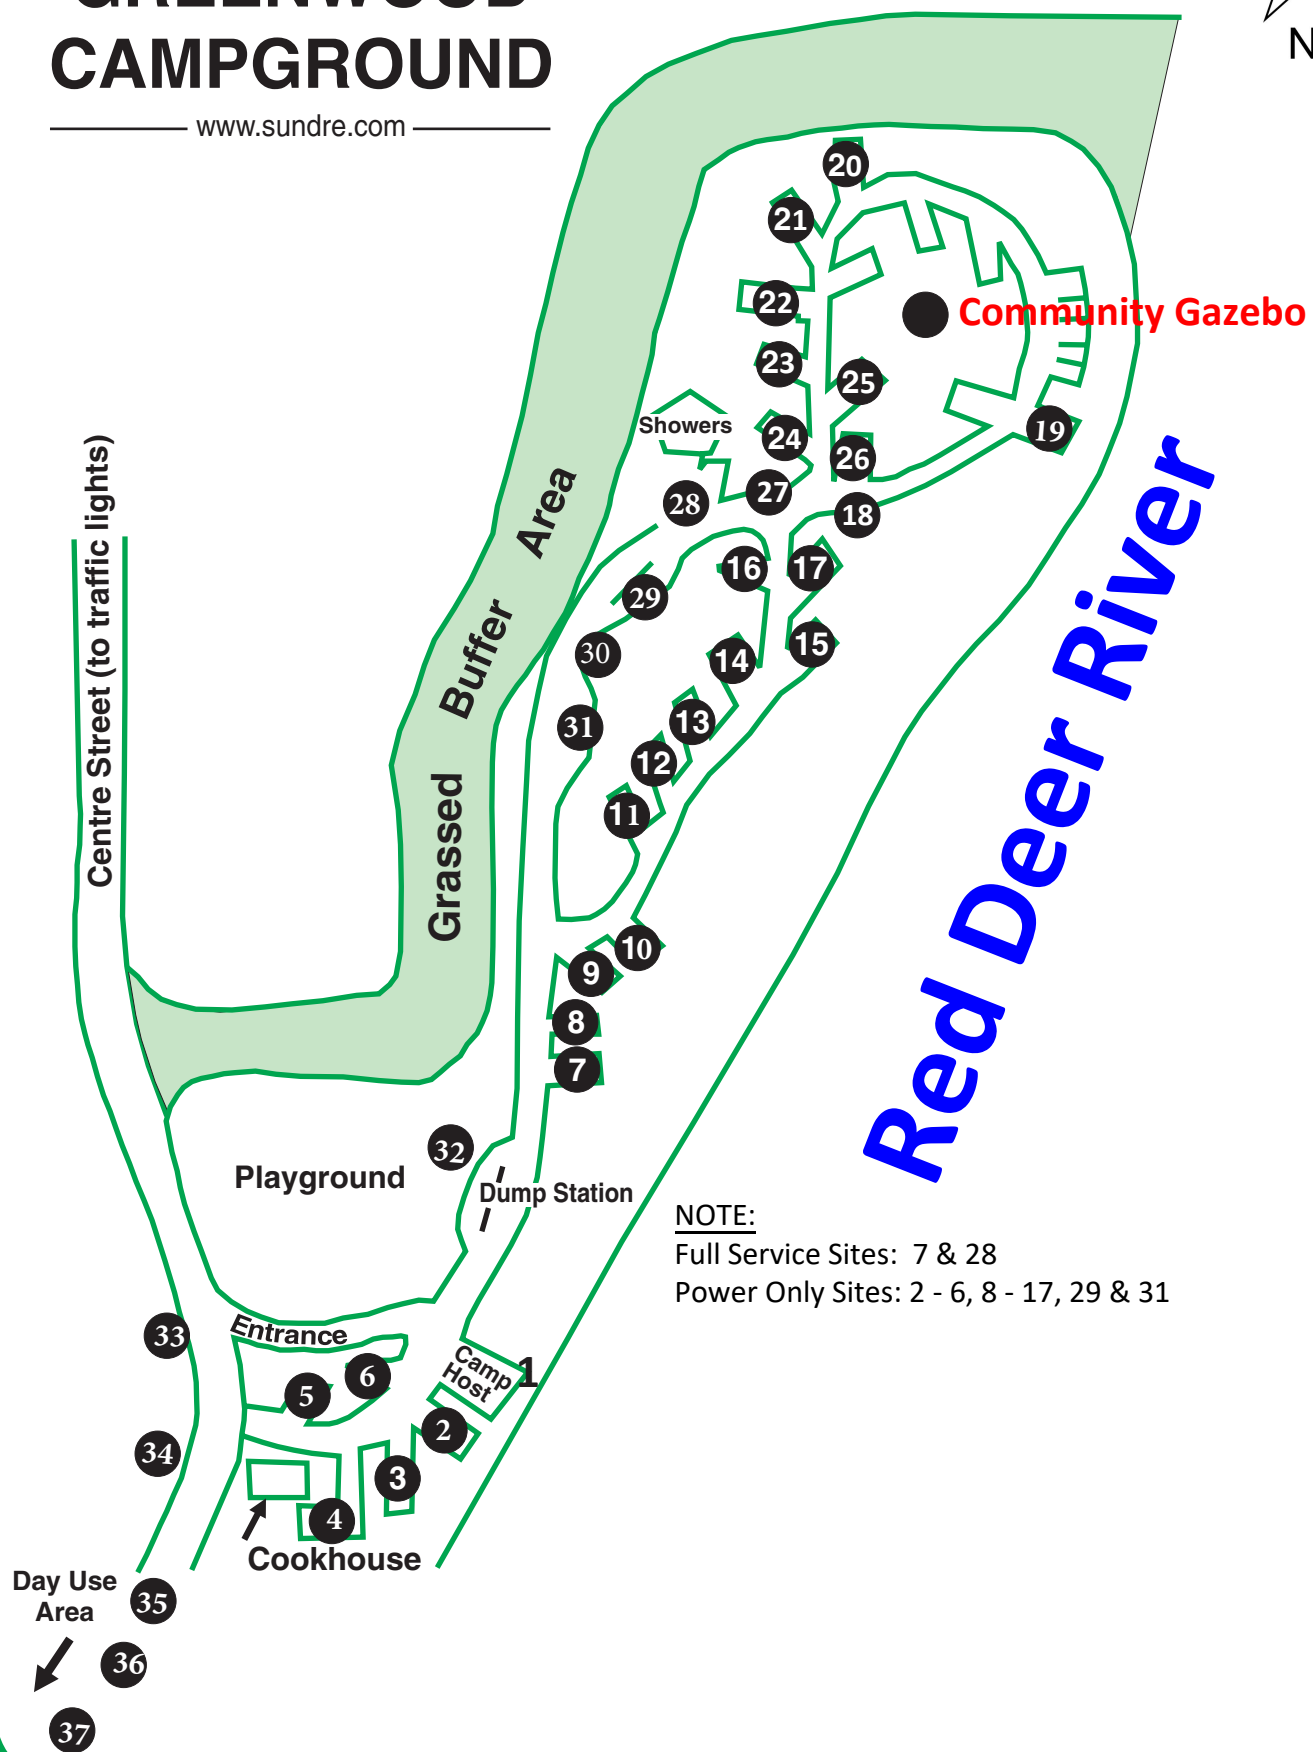 GREENWOOD
CAMPGROUND
www.sundre.com
N
20
21
22
Community Gazebo
23
25
Showers
24
19
26
27
28
18
16
17
29
15
30
14
13
31
12
11
10
9
8
7
Centre Street (to traffic lights)
Grassed Buffer Area
Red Deer River
32
Playground
Dump Station
NOTE:
Full Service Sites: 7 & 28
Power Only Sites: 2 - 6, 8 - 17, 29 & 31
33
Entrance
6
5
Camp
Host
1
2
34
3
4
Cookhouse
Day Use
Area
35
36
37